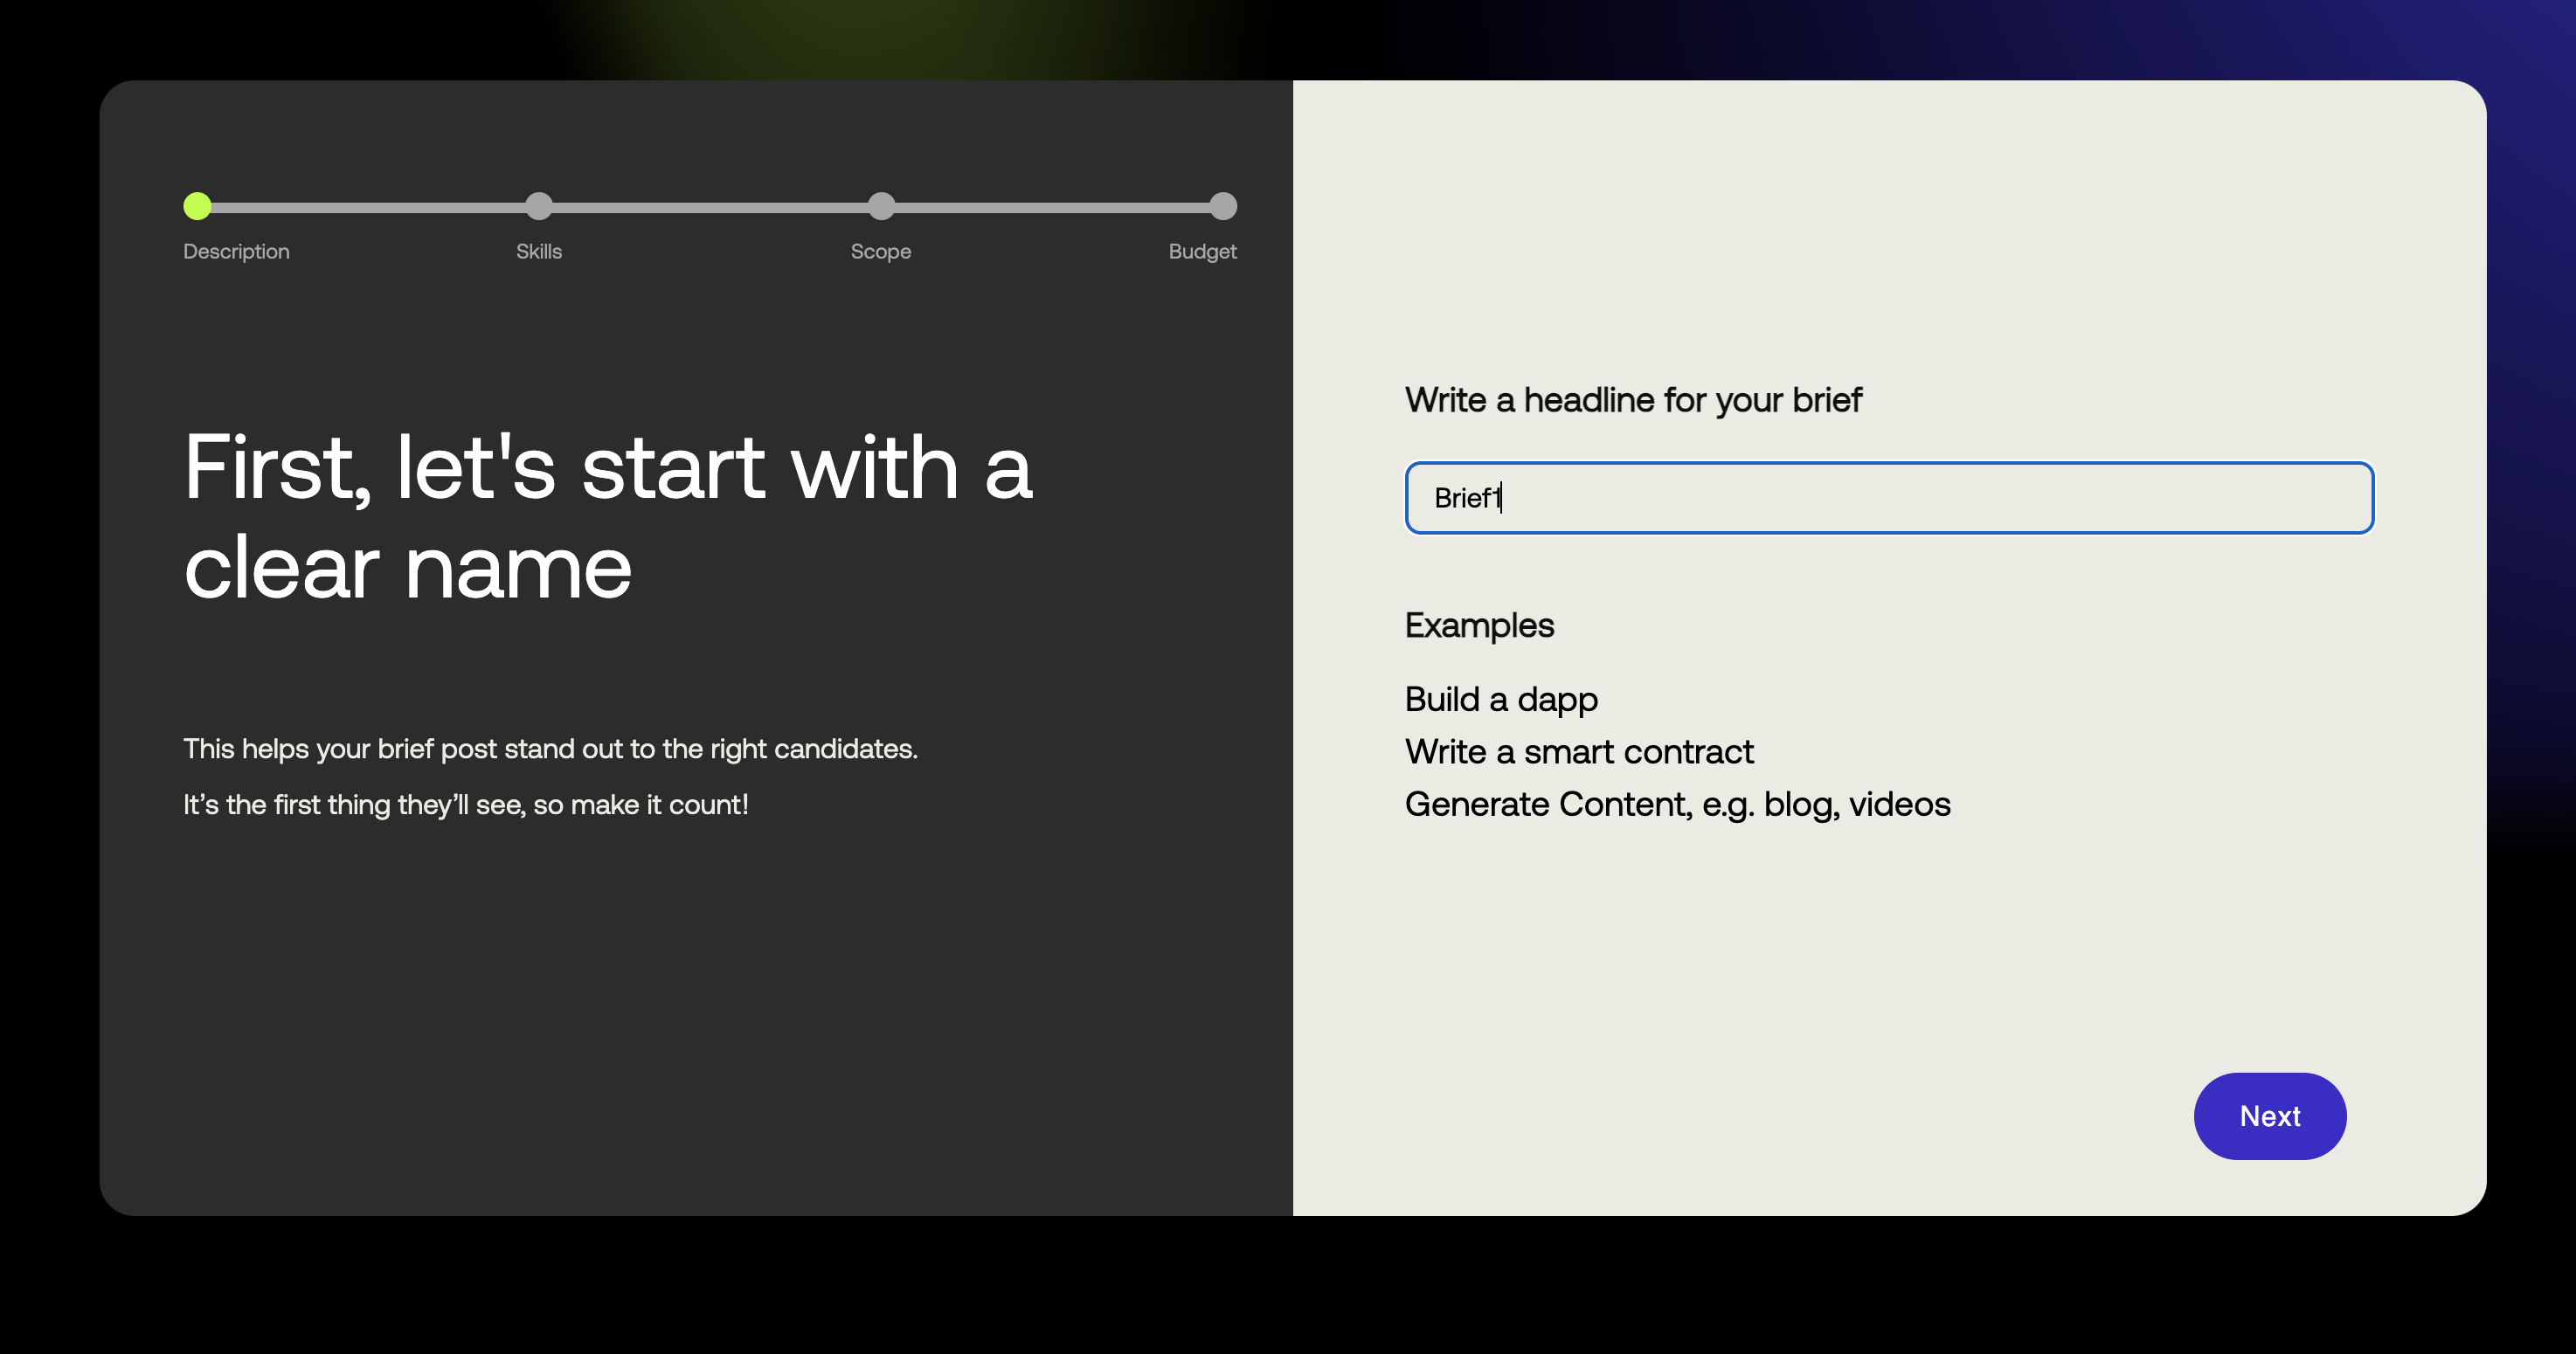 Description
Skills
Scope
Budget
First, let's start with a
clear name
This helps your brief post stand out to the right candidates.
It’s the first thing they’ll see, so make it count!
Write a headline for your brief
Brief1
Examples
Build a dapp
Write a smart contract
Generate Content, e.g. blog, videos
Next